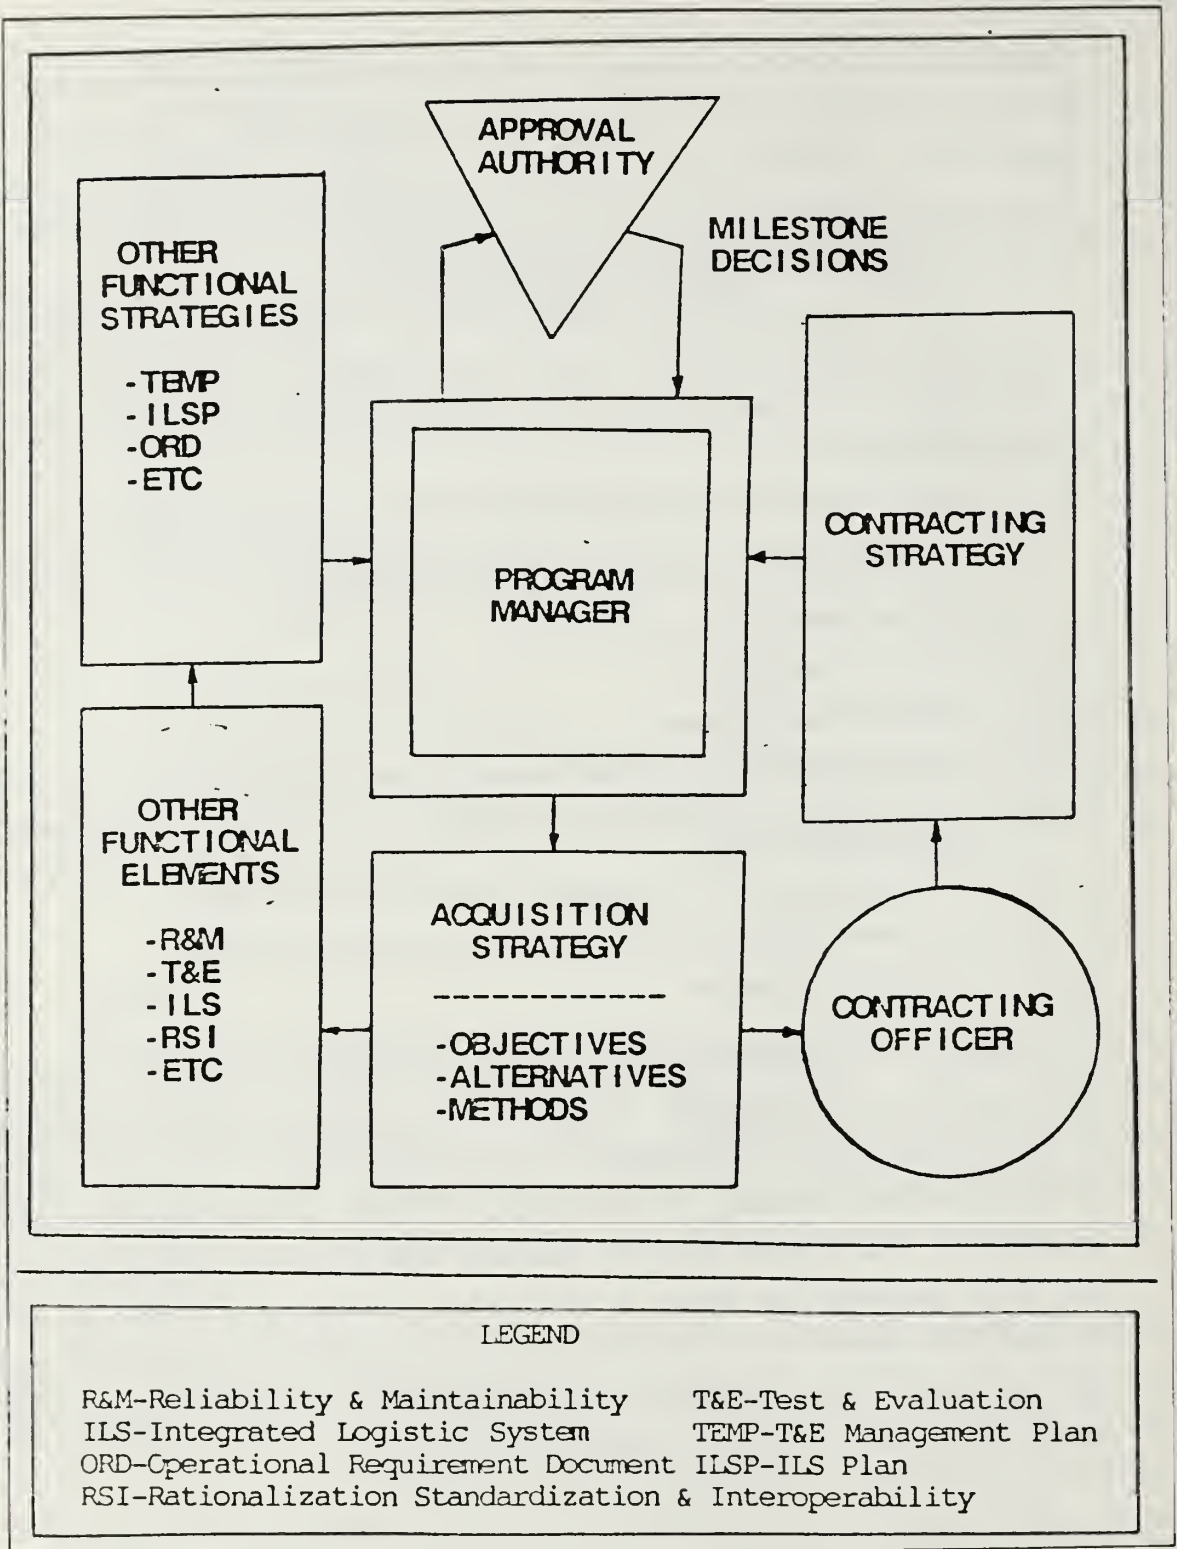 APPROVAL
AUTHORITY
MILESTONE
DECISIONS
OTHER
FUNCTIONAL
STRATEGIES
-TEMP
-ILSP
-ORD
-ETC
PROGRAM
MANAGER
CONTRACTING
STRATEGY
OTHER
FUNCTIONAL
ELEMENTS
-R&M
-T&E
-ILS
-RSI
-ETC
ACQUISITION
STRATEGY
------------
-OBJECTIVES
-ALTERNATIVES
-METHODS
CONTRACTING
OFFICER
LEGEND
R&M-Reliability & Maintainability T&E-Test & Evaluation
ILS-Integrated Logistic System TEMP-T&E Management Plan
ORD-Operational Requirement Document ILSP-ILS Plan
RSI-Rationalization Standardization & Interoperability